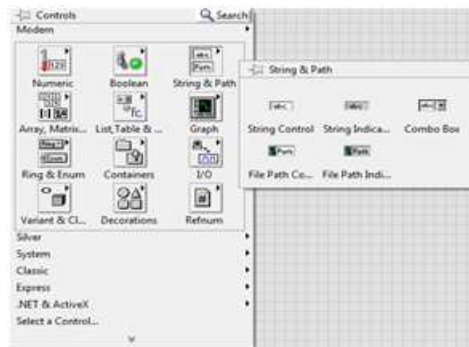 Controls Search
Modern
Numeric Boolean String & Path
Array, Matrix... List, Table & ... Graph
Ring & Enum Containers I/O
Variant & Cl... Decorations Refnum
Silver
System
Classic
Express
.NET & ActiveX
Select a Control...
String & Path
String Control String Indica... Combo Box
File Path Co... File Path Indi...